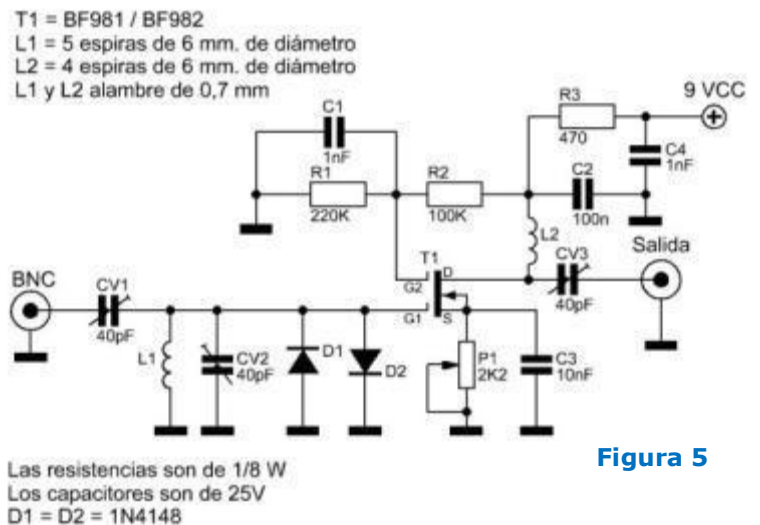 T1 = BF981 / BF982
L1 = 5 espiras de 6 mm. de diámetro
L2 = 4 espiras de 6 mm. de diámetro
L1 y L2 alambre de 0,7 mm
C1
1nF
R1
220K
R2
100K
R3
470
9 VCC
C4
1nF
C2
100n
L2
T1
D
G2
G1
S
CV3
40pF
Salida
BNC
CV1
40pF
L1
CV2
40pF
D1
D2
P1
2K2
C3
10nF
Figura 5
Las resistencias son de 1/8 W
Los capacitores son de 25V
D1 = D2 = 1N4148